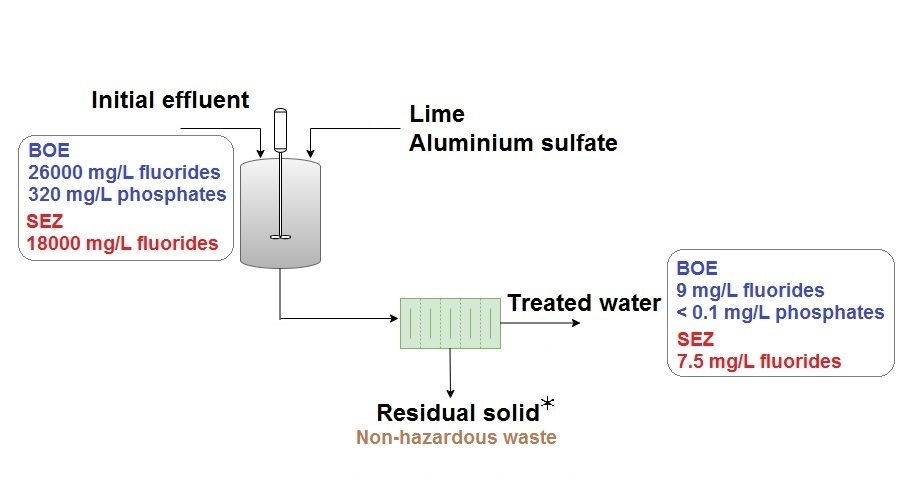 Initial effluent
Lime
Aluminium sulfate
BOE
26000 mg/L fluorides
320 mg/L phosphates
SEZ
18000 mg/L fluorides
Treated water
BOE
9 mg/L fluorides
< 0.1 mg/L phosphates
SEZ
7.5 mg/L fluorides
Residual solid*
Non-hazardous waste